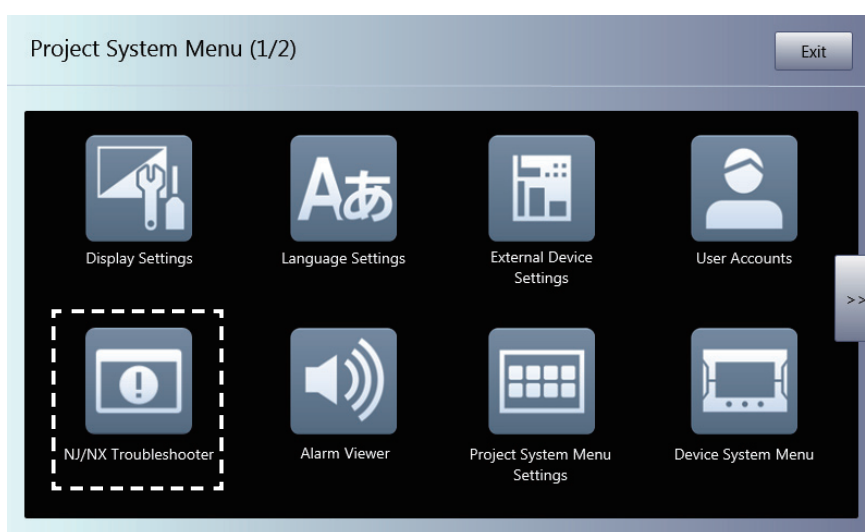 Project System Menu (1/2)
Exit
Aあ
Display Settings
Language Settings
External Device
Settings
User Accounts
>>
NJ/NX Troubleshooter
Alarm Viewer
Project System Menu
Settings
Device System Menu